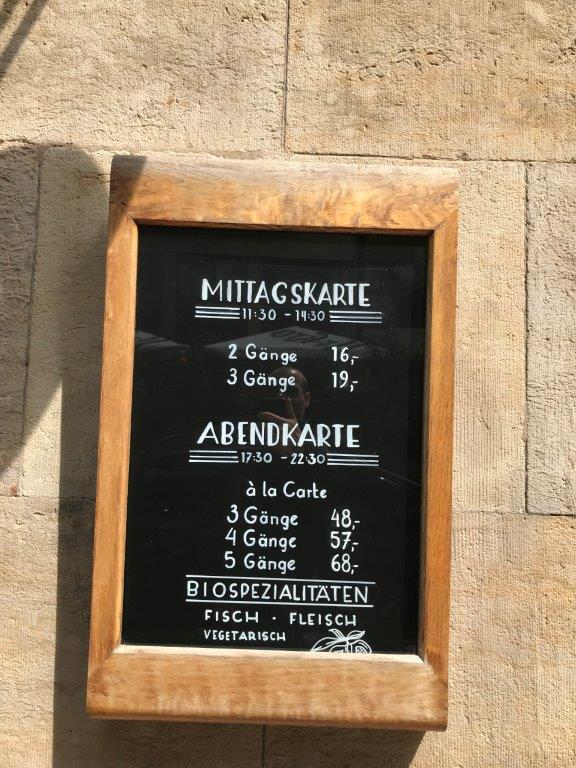 MITTAGSKARTE
11:30 - 14:30
2 Gänge 16,-
3 Gänge 19,-
ABENDKARTE
17:30 - 22:30
à la Carte
3 Gänge 48,-
4 Gänge 57,-
5 Gänge 68,-
BIOSPEZIALITÄTEN
FISCH · FLEISCH
VEGETARISCH